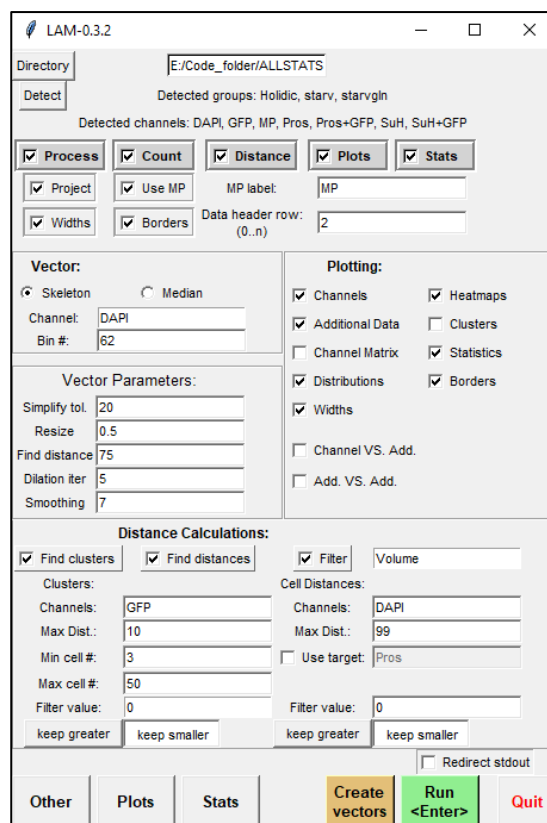 LAM-0.3.2
Directory E:/Code_folder/ALLSTATS
Detect Detected groups: Holidic, starv, starvgln
Detected channels: DAPI, GFP, MP, Pros, Pros+GFP, SuH, SuH+GFP
Process Count Distance Plots Stats
Project Use MP MP label: MP
Widths Borders Data header row: (0..n) 2
Vector:
Skeleton Median
Channel: DAPI
Bin #: 62
Vector Parameters:
Simplify tol. 20
Resize 0.5
Find distance 75
Dilation iter 5
Smoothing 7
Plotting:
Channels Heatmaps
Additional Data Clusters
Channel Matrix Statistics
Distributions Borders
Widths
Channel VS. Add.
Add. VS. Add.
Distance Calculations:
Find clusters Find distances Filter Volume
Clusters: Cell Distances:
Channels: GFP Channels: DAPI
Max Dist.: 10 Max Dist.: 99
Min cell #: 3 Use target: Pros
Max cell #: 50
Filter value: 0 Filter value: 0
keep greater keep smaller keep greater keep smaller
Redirect stdout
Other Plots Stats Create vectors Run <Enter> Quit